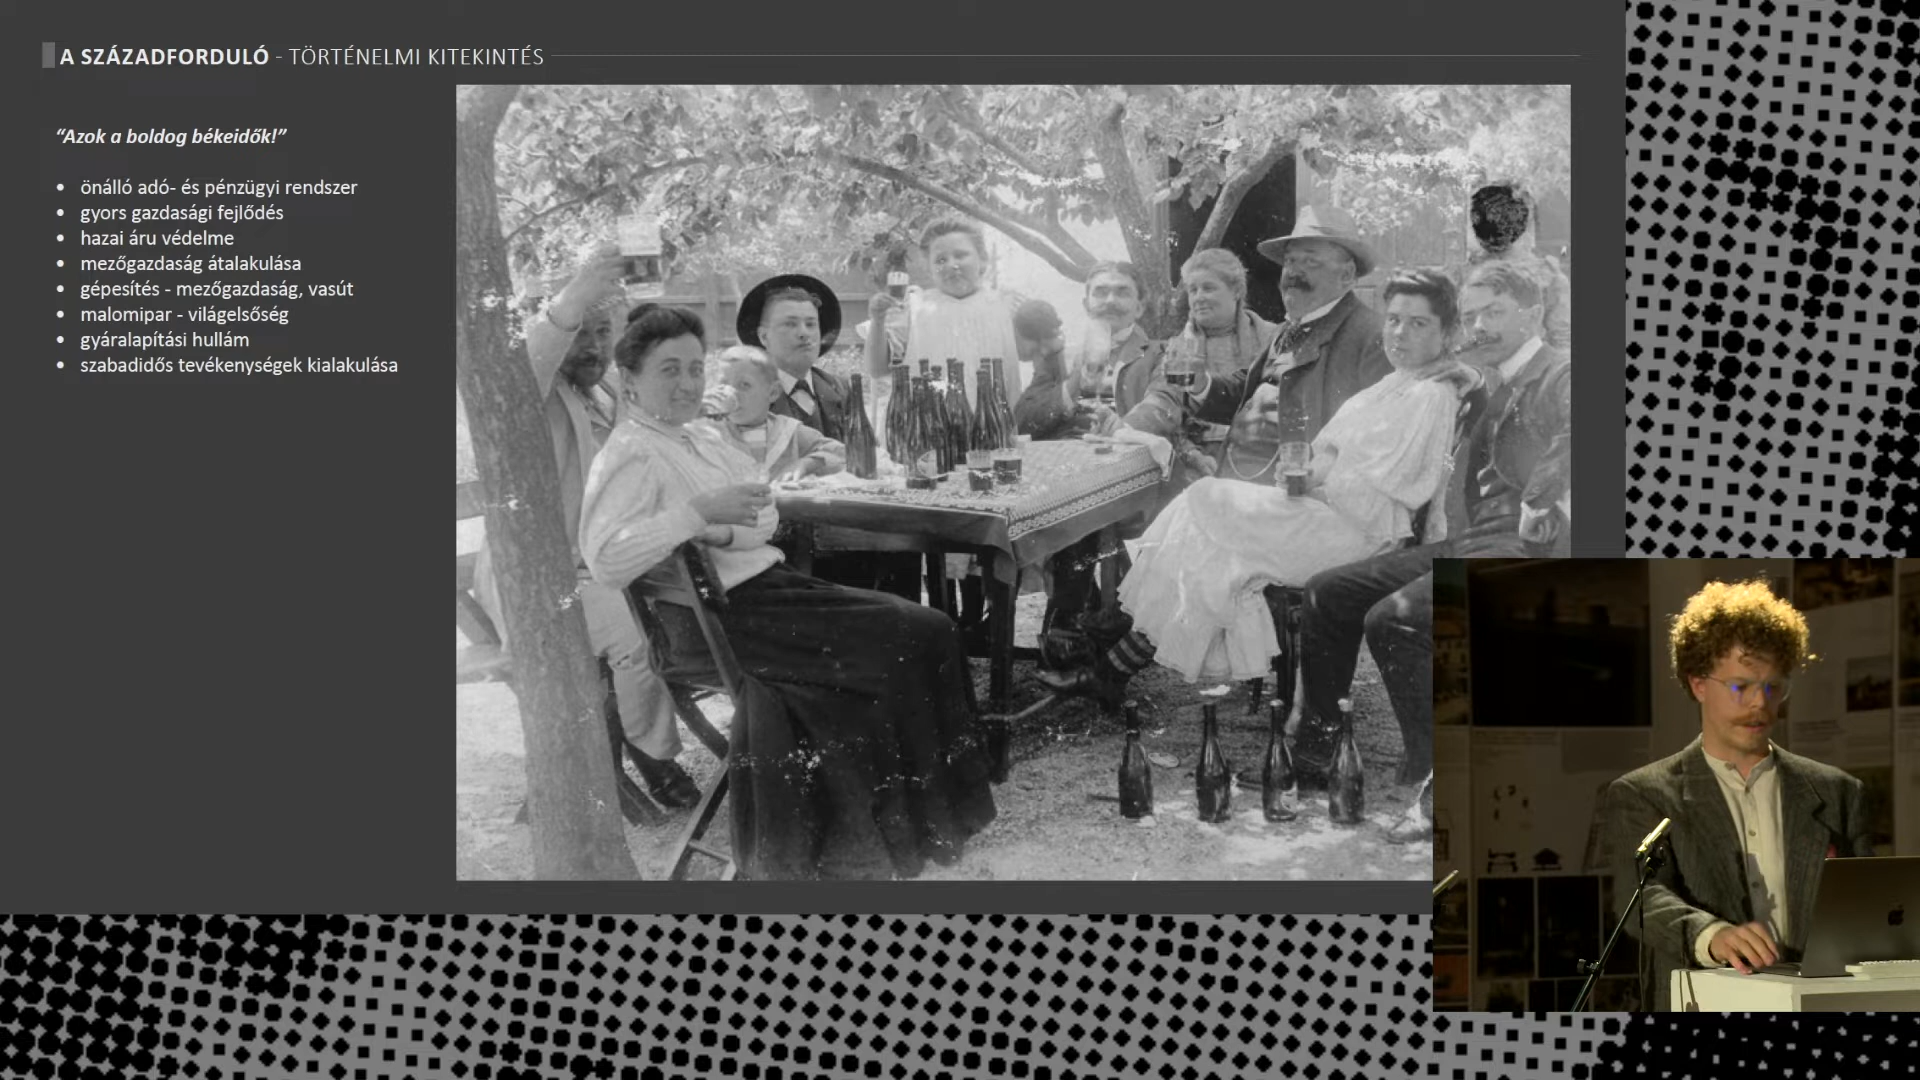 A SZÁZADFORDULÓ - TÖRTÉNELMI KITEKINTÉS
“Azok a boldog békeidők!”
• önálló adó- és pénzügyi rendszer
• gyors gazdasági fejlődés
• hazai áru védelme
• mezőgazdaság átalakulása
• gépesítés - mezőgazdaság, vasút
• malomipar - világelsőség
• gyáralapítási hullám
• szabadidős tevékenységek kialakulása